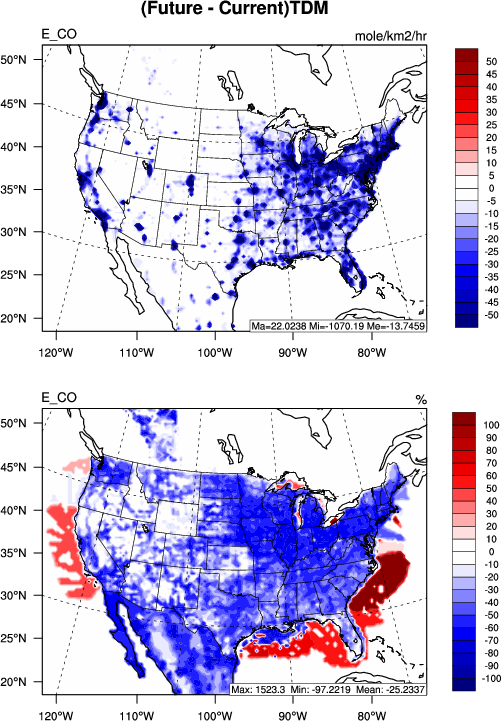 (Future - Current)TDM
E_CO mole/km2/hr
50°N
45°N
40°N
35°N
30°N
25°N
20°N
120°W 110°W 100°W 90°W 80°W
Ma=22.0238 Mi=-1070.19 Me=-13.7459
50
45
40
35
30
25
20
15
10
5
0
-5
-10
-15
-20
-25
-30
-35
-40
-45
-50
E_CO %
50°N
45°N
40°N
35°N
30°N
25°N
20°N
120°W 110°W 100°W 90°W 80°W
Max: 1523.3 Min: -97.2219 Mean: -25.2337
100
90
80
70
60
50
40
30
20
10
0
-10
-20
-30
-40
-50
-60
-70
-80
-90
-100